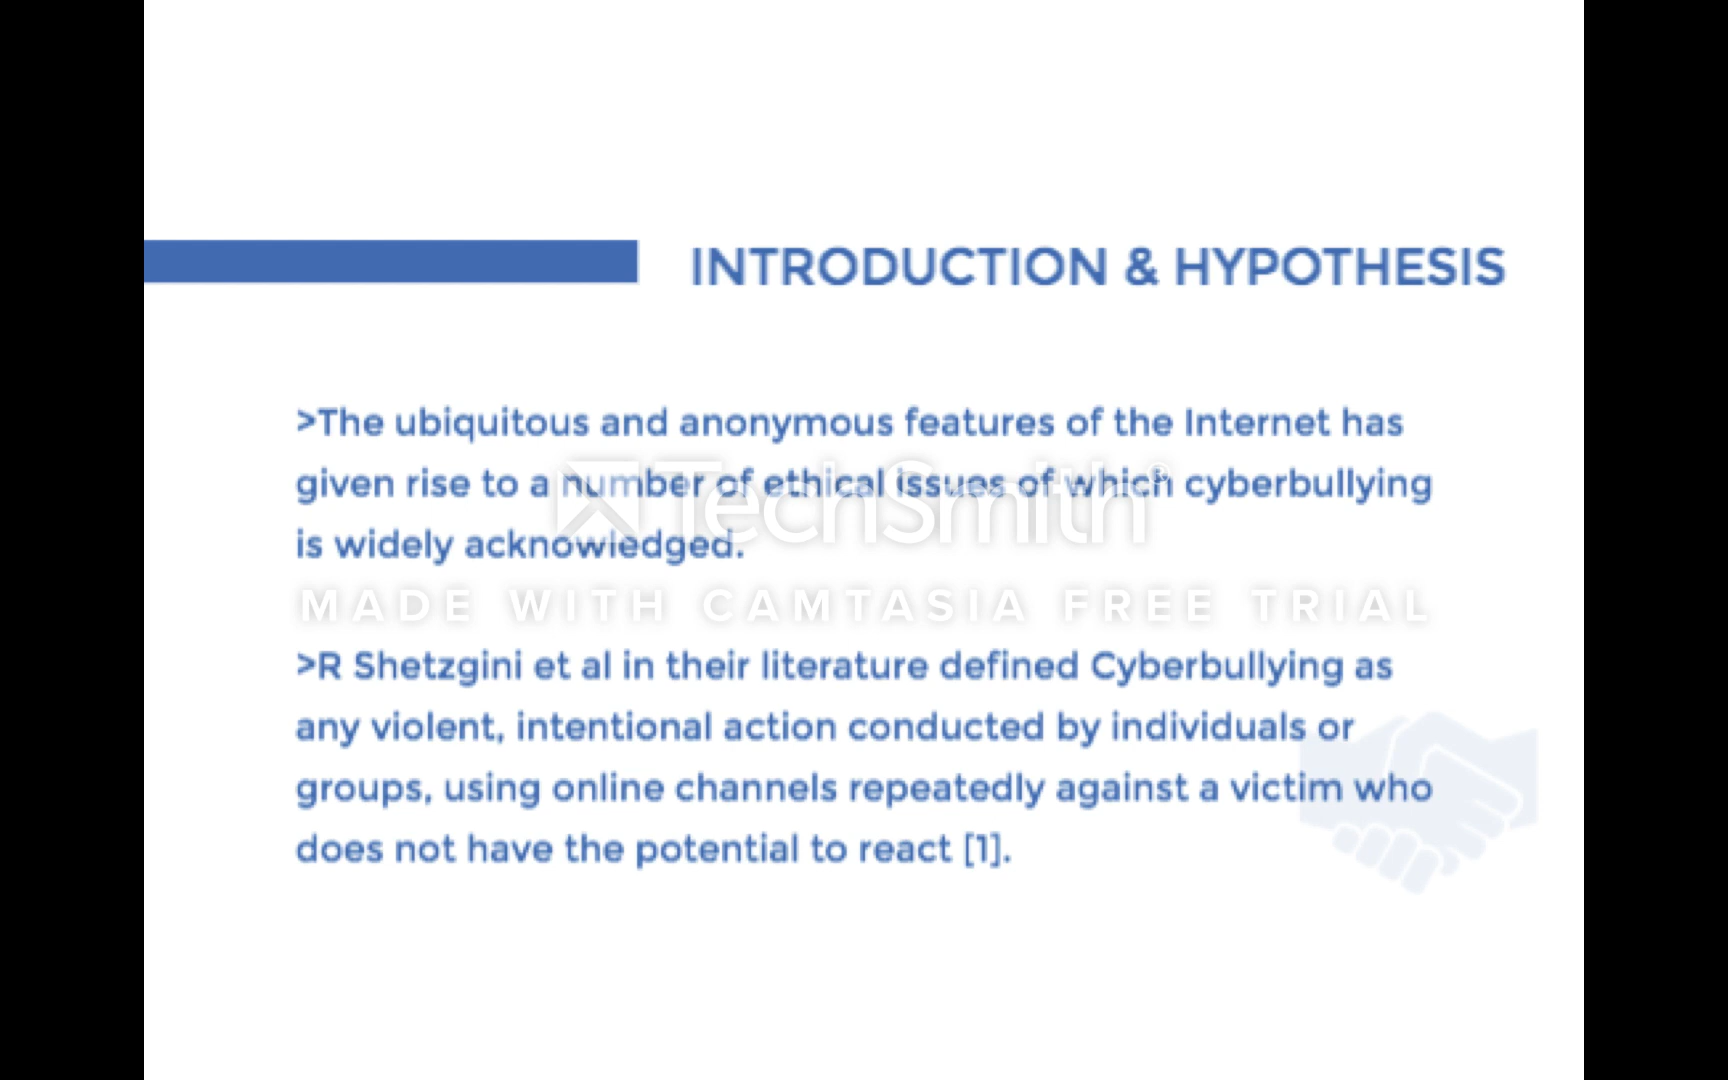 INTRODUCTION & HYPOTHESIS
>The ubiquitous and anonymous features of the Internet has
given rise to a number of ethical issues of which cyberbullying
is widely acknowledged.
TechSmith®
MADE WITH CAMTASIA FREE TRIAL
>R Shetzgini et al in their literature defined Cyberbullying as
any violent, intentional action conducted by individuals or
groups, using online channels repeatedly against a victim who
does not have the potential to react [1].